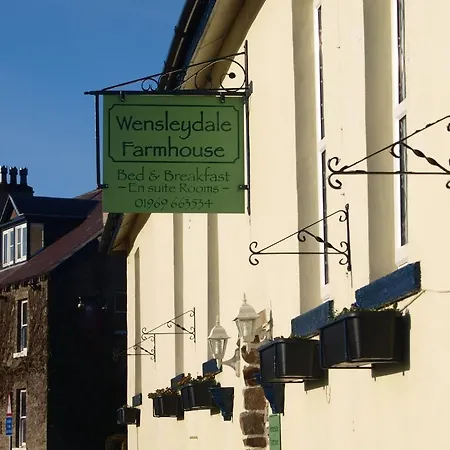 Wensleydale
Farmhouse
Bed & Breakfast
- En suite Rooms -
01969 663534